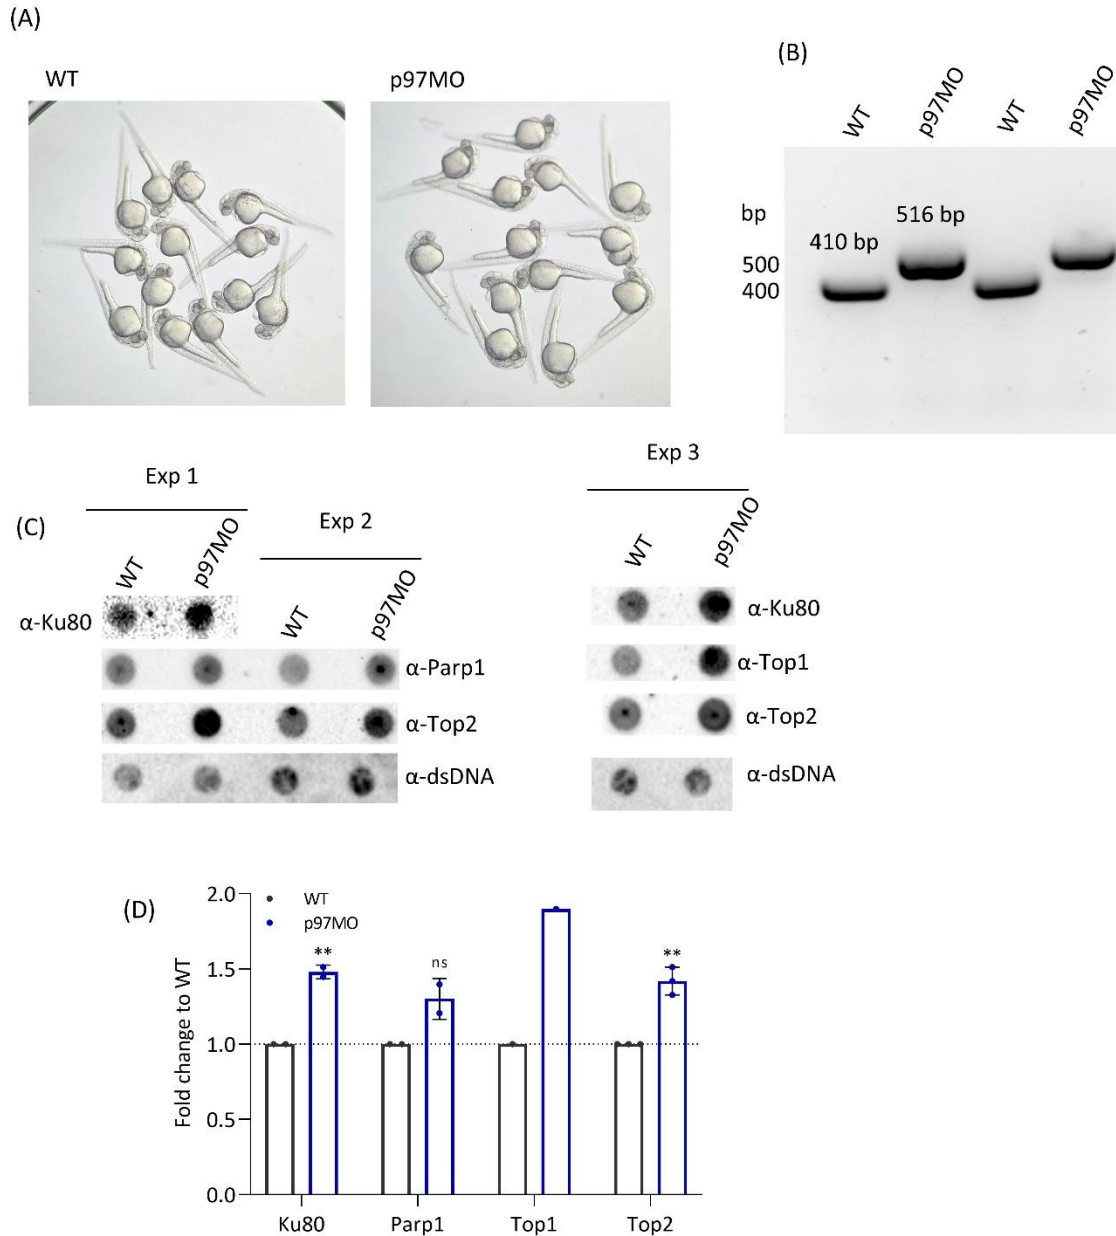 (A)
WT
p97MO
(B)
WT
p97MO
WT
p97MO
bp
410 bp
516 bp
500
400
(C)
Exp 1
Exp 2
Exp 3
WT
p97MO
WT
p97MO
WT
p97MO
α-Ku80
α-Parp1
α-Top2
α-dsDNA
α-Ku80
α-Top1
α-Top2
α-dsDNA
(D)
WT
p97MO
Fold change to WT
2.0
1.5
1.0
0.5
0.0
**
ns
**
Ku80
Parp1
Top1
Top2